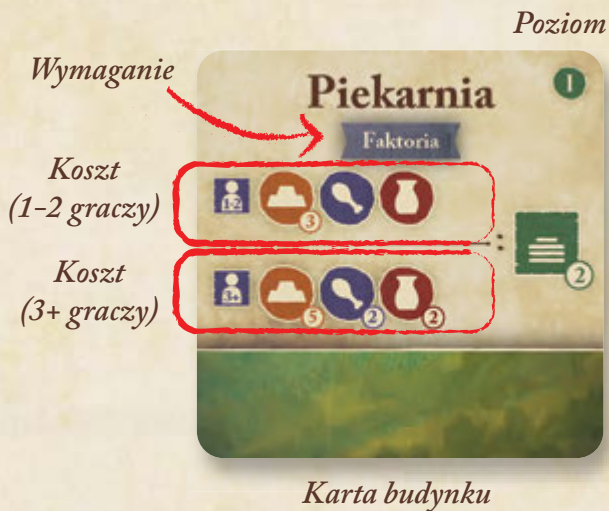 Poziom
Wymaganie
Piekarnia
1
Faktoria
Koszt
(1-2 graczy)
1-2
3
:
2
Koszt
(3+ graczy)
3+
5
2
2
Karta budynku